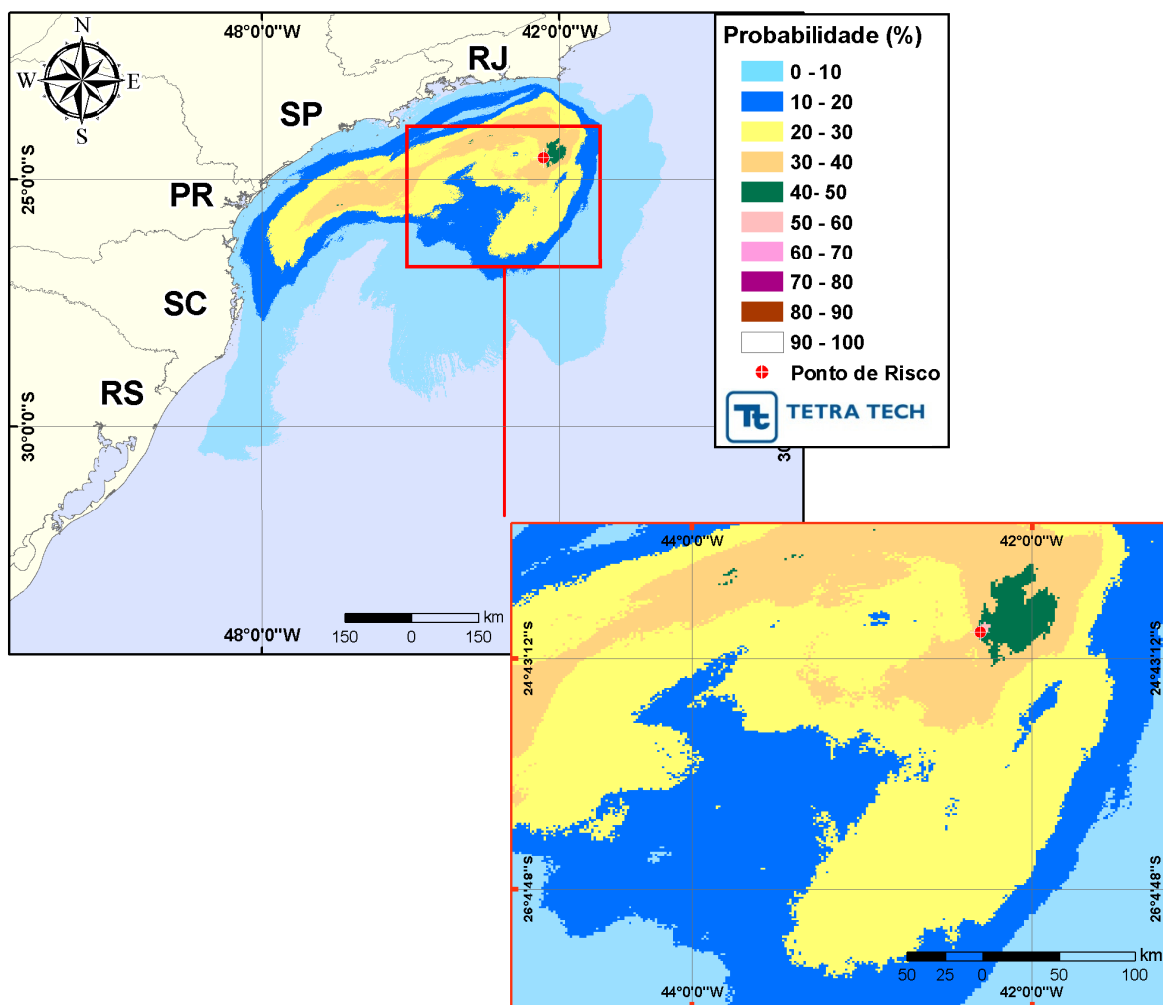 N
W E
S
48°0'0"W
42°0'0"W
RJ
SP
PR
SC
RS
25°0'0"S
30°0'0"S
30
48°0'0"W
150 0 150 km
Probabilidade (%)
0 - 10
10 - 20
20 - 30
30 - 40
40- 50
50 - 60
60 - 70
70 - 80
80 - 90
90 - 100
Ponto de Risco
Tt TETRA TECH
44°0'0"W
42°0'0"W
24°43'12"S
24°43'12"S
26°4'48"S
26°4'48"S
44°0'0"W
42°0'0"W
50 25 0 50 100 km